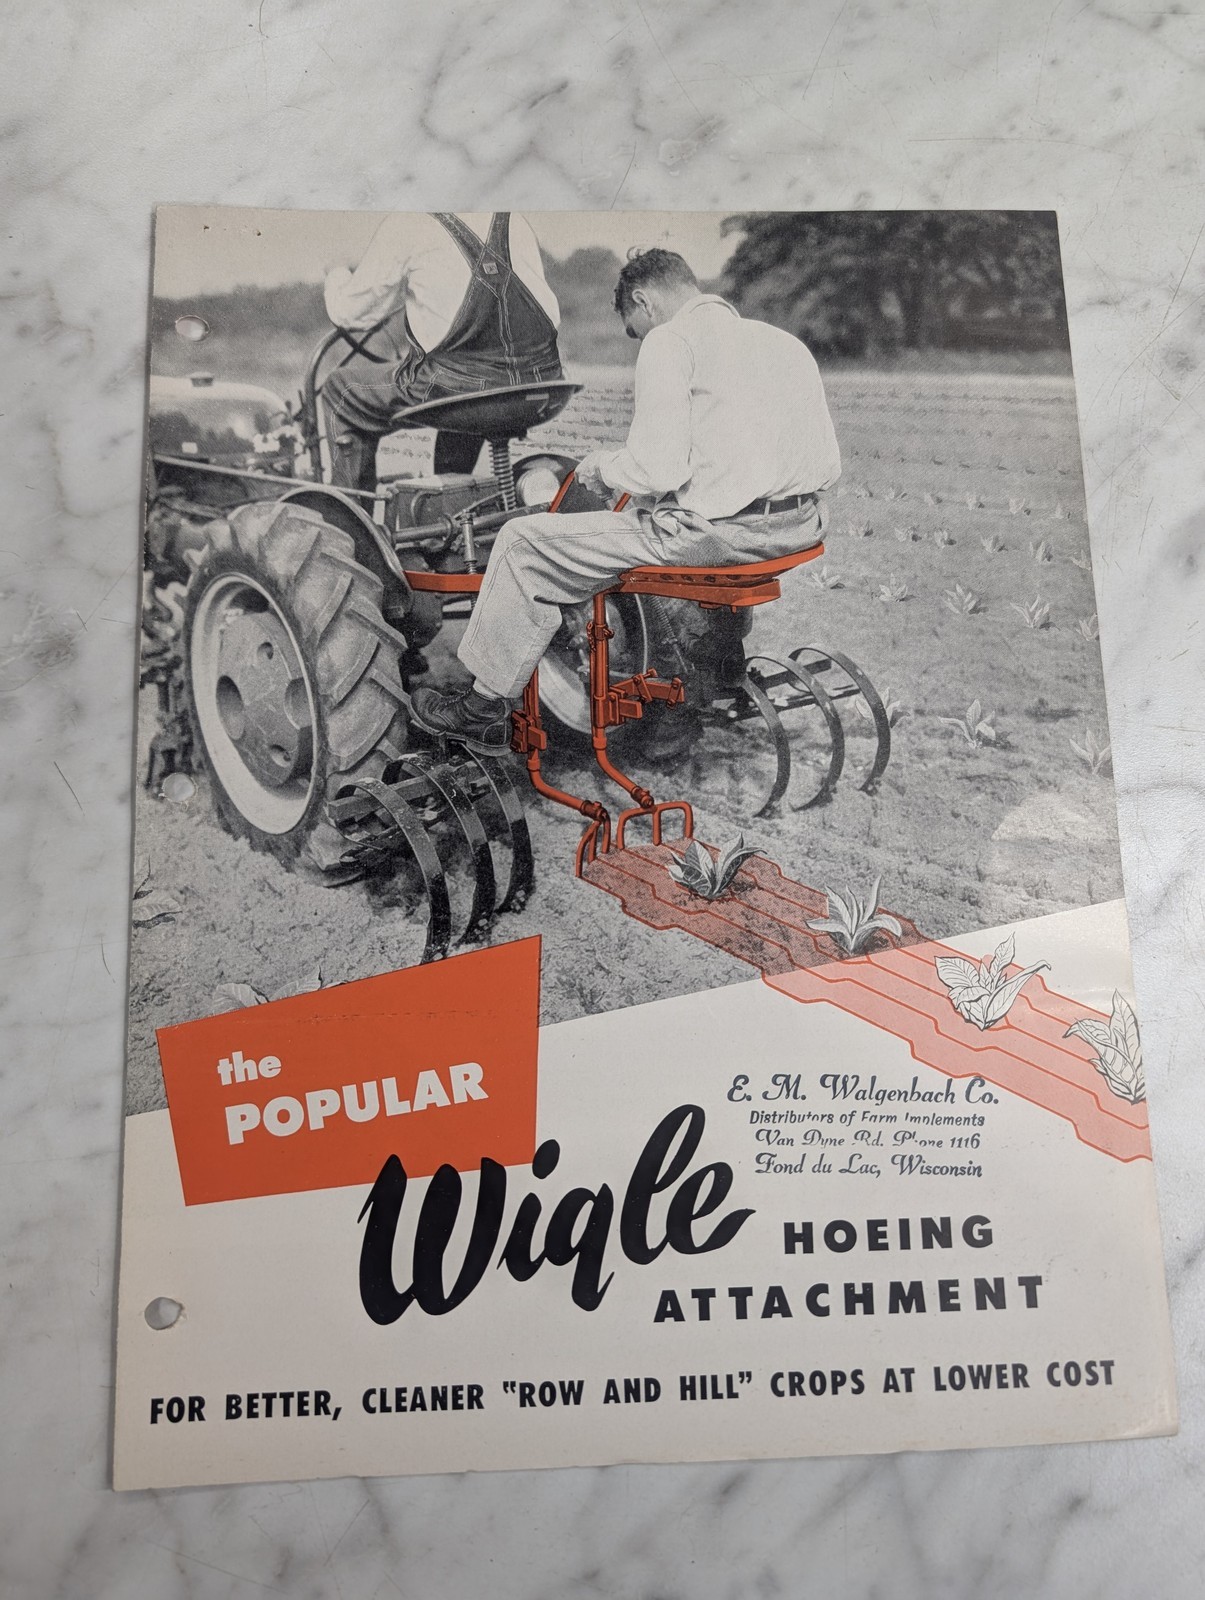 the
POPULAR
Wigle
HOEING
ATTACHMENT
E. M. Walgenbach Co.
Distributors of Farm Implements
Van Dyne Rd. Phone 1116
Fond du Lac, Wisconsin
FOR BETTER, CLEANER "ROW AND HILL" CROPS AT LOWER COST